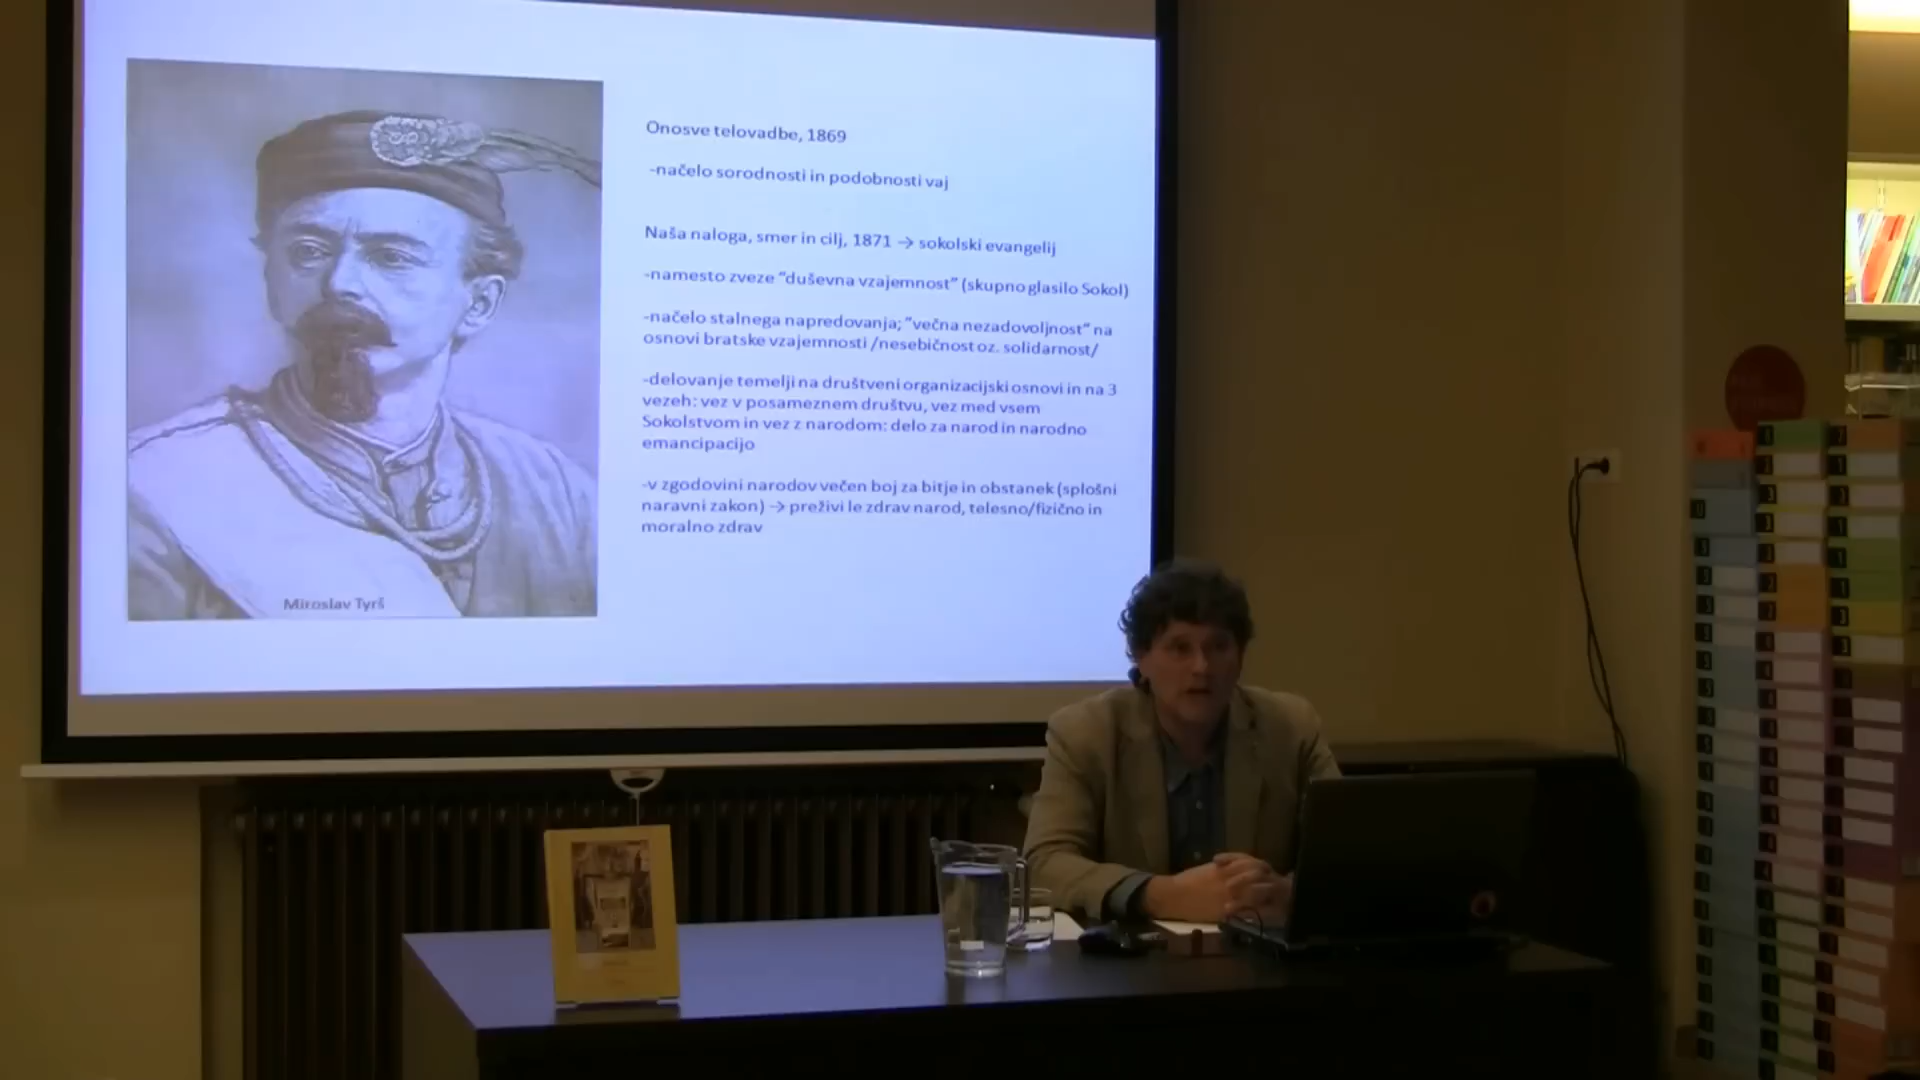 Onosve telovadbe, 1869
-načelo sorodnosti in podobnosti vaj
Naša naloga, smer in cilj, 1871 → sokolski evangelij
-namesto zveze "duševna vzajemnost" (skupno glasilo Sokol)
-načelo stalnega napredovanja; "večna nezadovoljnost" na
osnovi bratske vzajemnosti /nesebičnost oz. solidarnost/
-delovanje temelji na društveni organizacijski osnovi in na 3
vezeh: vez v posameznem društvu, vez med vsem
Sokolstvom in vez z narodom: delo za narod in narodno
emancipacijo
-v zgodovini narodov večen boj za bitje in obstanek (splošni
naravni zakon) → preživi le zdrav narod, telesno/fizično in
moralno zdrav
Miroslav Tyrš